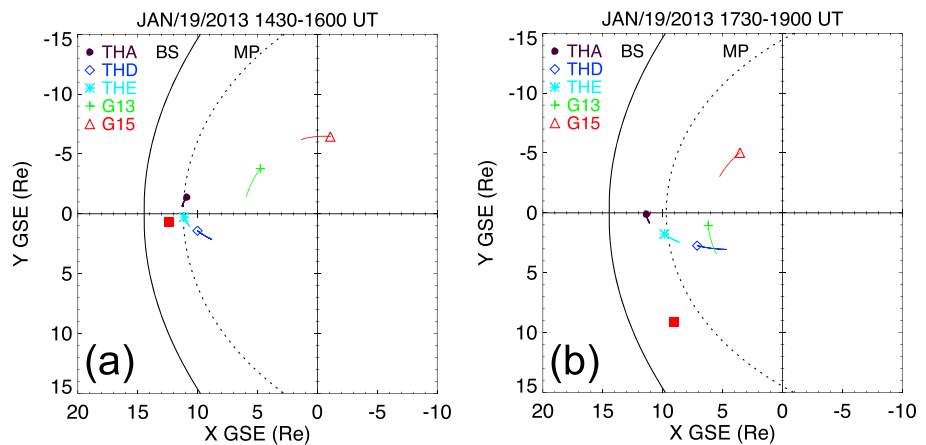 JAN/19/2013 1430-1600 UT
-15
-10
-5
0
5
10
15
Y GSE (Re)
THA
THD
THE
G13
G15
BS
MP
(a)
20
15
10
5
0
-5
-10
X GSE (Re)
JAN/19/2013 1730-1900 UT
-15
-10
-5
0
5
10
15
Y GSE (Re)
THA
THD
THE
G13
G15
BS
MP
(b)
20
15
10
5
0
-5
-10
X GSE (Re)